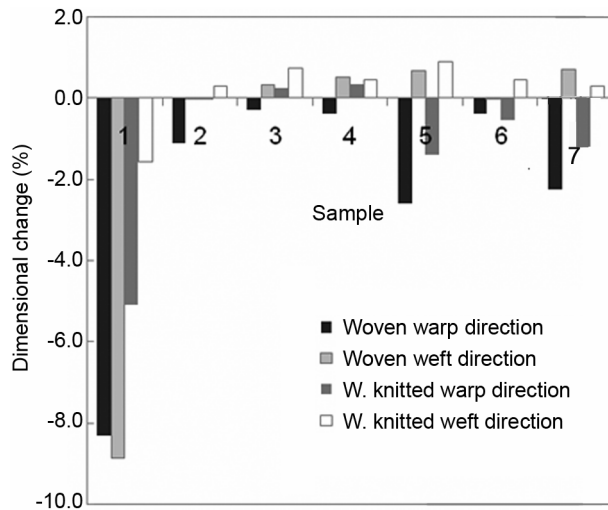 2.0
0.0
-2.0
-4.0
-6.0
-8.0
-10.0
Dimensional change (%)
1
2
3
4
5
6
7
Sample
Woven warp direction
Woven weft direction
W. knitted warp direction
W. knitted weft direction